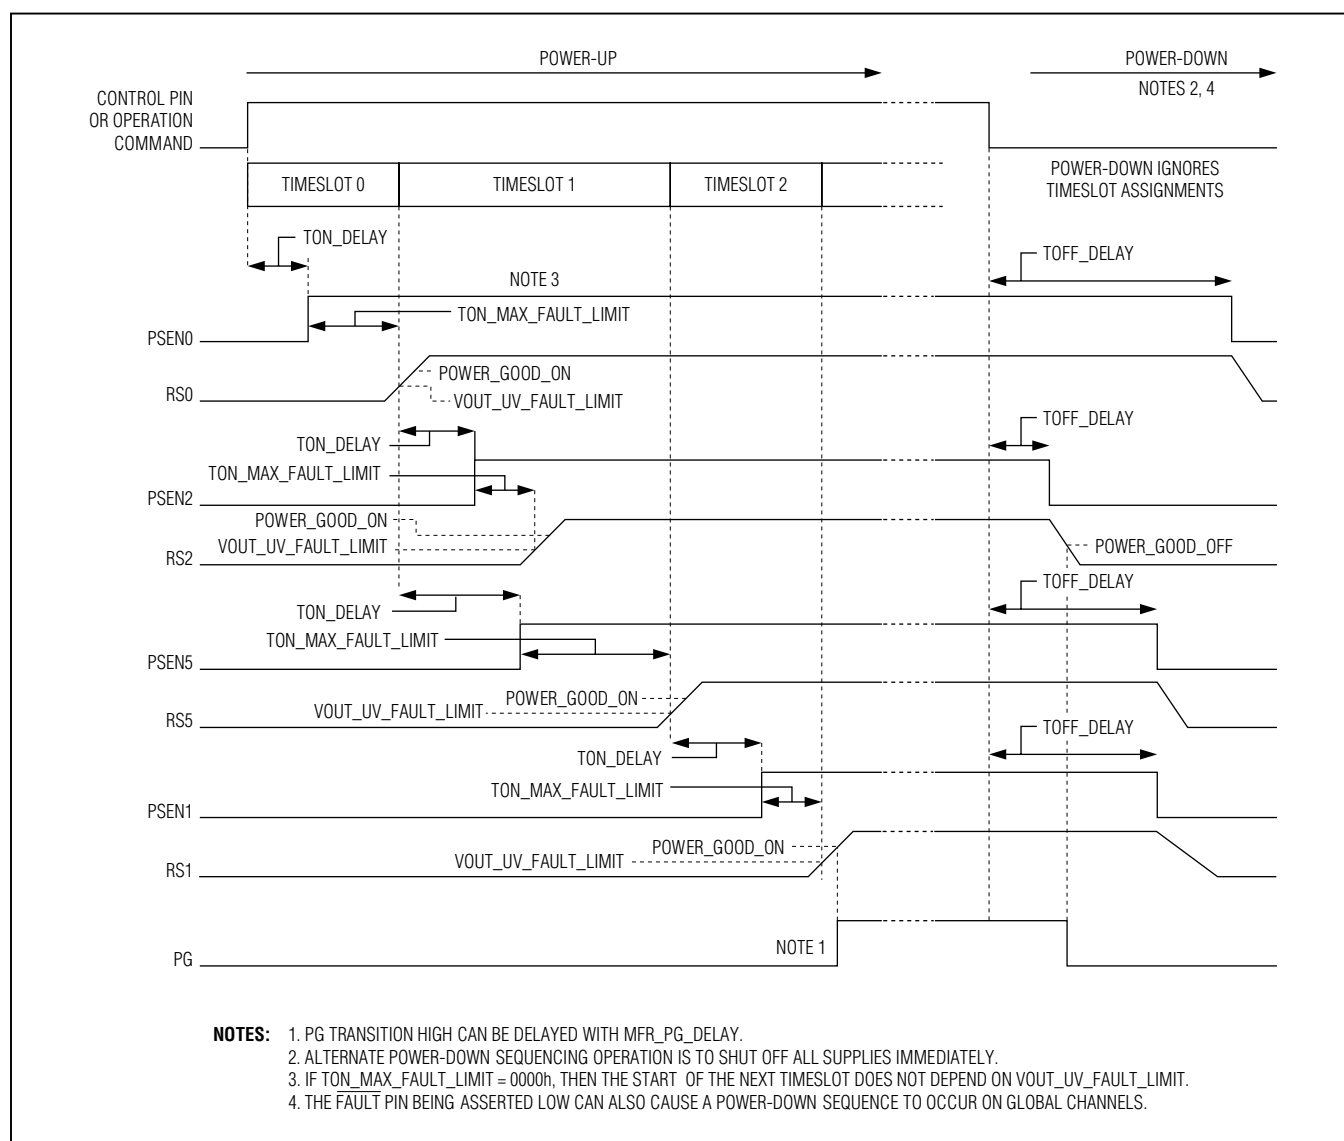 POWER-UP
POWER-DOWN
NOTES 2, 4
CONTROL PIN
OR OPERATION
COMMAND
TIMESLOT 0
TIMESLOT 1
TIMESLOT 2
POWER-DOWN IGNORES
TIMESLOT ASSIGNMENTS
TON_DELAY
TOFF_DELAY
NOTE 3
TON_MAX_FAULT_LIMIT
PSEN0
POWER_GOOD_ON
RS0
VOUT_UV_FAULT_LIMIT
TOFF_DELAY
TON_DELAY
TON_MAX_FAULT_LIMIT
PSEN2
POWER_GOOD_ON
VOUT_UV_FAULT_LIMIT
POWER_GOOD_OFF
RS2
TOFF_DELAY
TON_DELAY
TON_MAX_FAULT_LIMIT
PSEN5
POWER_GOOD_ON
VOUT_UV_FAULT_LIMIT
RS5
TOFF_DELAY
TON_DELAY
TON_MAX_FAULT_LIMIT
PSEN1
POWER_GOOD_ON
VOUT_UV_FAULT_LIMIT
RS1
NOTE 1
PG
NOTES: 1. PG TRANSITION HIGH CAN BE DELAYED WITH MFR_PG_DELAY.
2. ALTERNATE POWER-DOWN SEQUENCING OPERATION IS TO SHUT OFF ALL SUPPLIES IMMEDIATELY.
3. IF TON_MAX_FAULT_LIMIT = 0000h, THEN THE START OF THE NEXT TIMESLOT DOES NOT DEPEND ON VOUT_UV_FAULT_LIMIT.
4. THE FAULT PIN BEING ASSERTED LOW CAN ALSO CAUSE A POWER-DOWN SEQUENCE TO OCCUR ON GLOBAL CHANNELS.